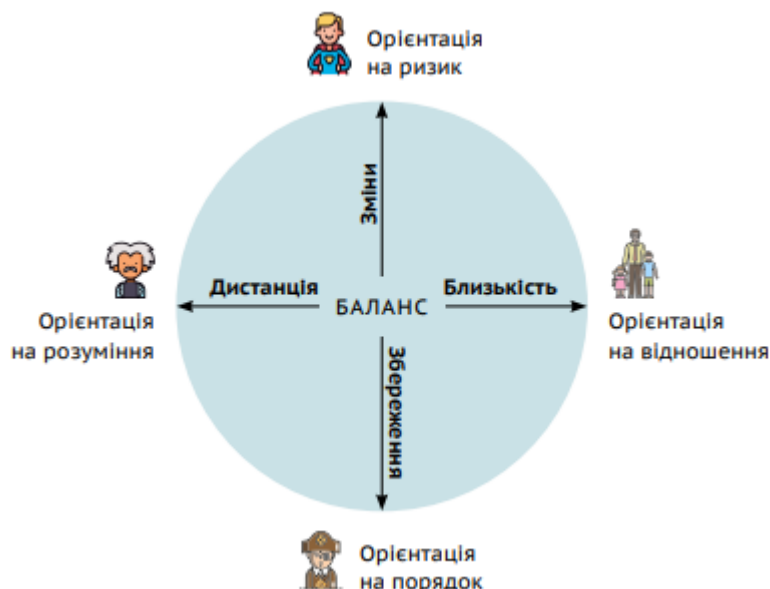 Орієнтація
на ризик
Зміни
Дистанція
БАЛАНС
Близькість
Орієнтація
на розуміння
Орієнтація
на відношення
Збереження
Орієнтація
на порядок